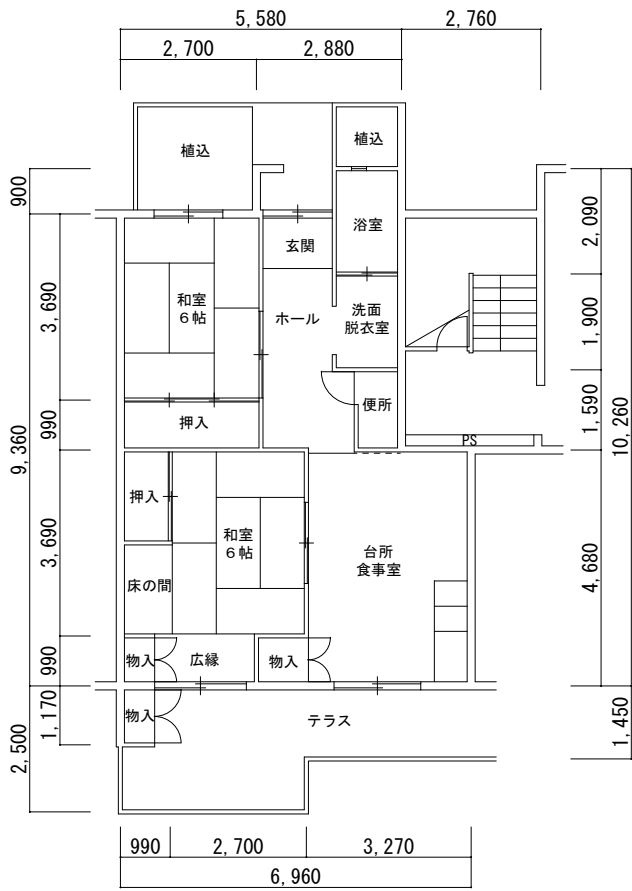 5,580
2,760
2,700
2,880
植込
植込
900
浴室
2,090
玄関
3,690
和室
6帖
ホール
洗面
脱衣室
1,900
便所
1,590
990
押入
PS
9,360
10,260
押入
3,690
和室
6帖
台所
食事室
4,680
床の間
990
物入
広縁
物入
1,170
物入
テラス
1,450
2,500
990
2,700
3,270
6,960